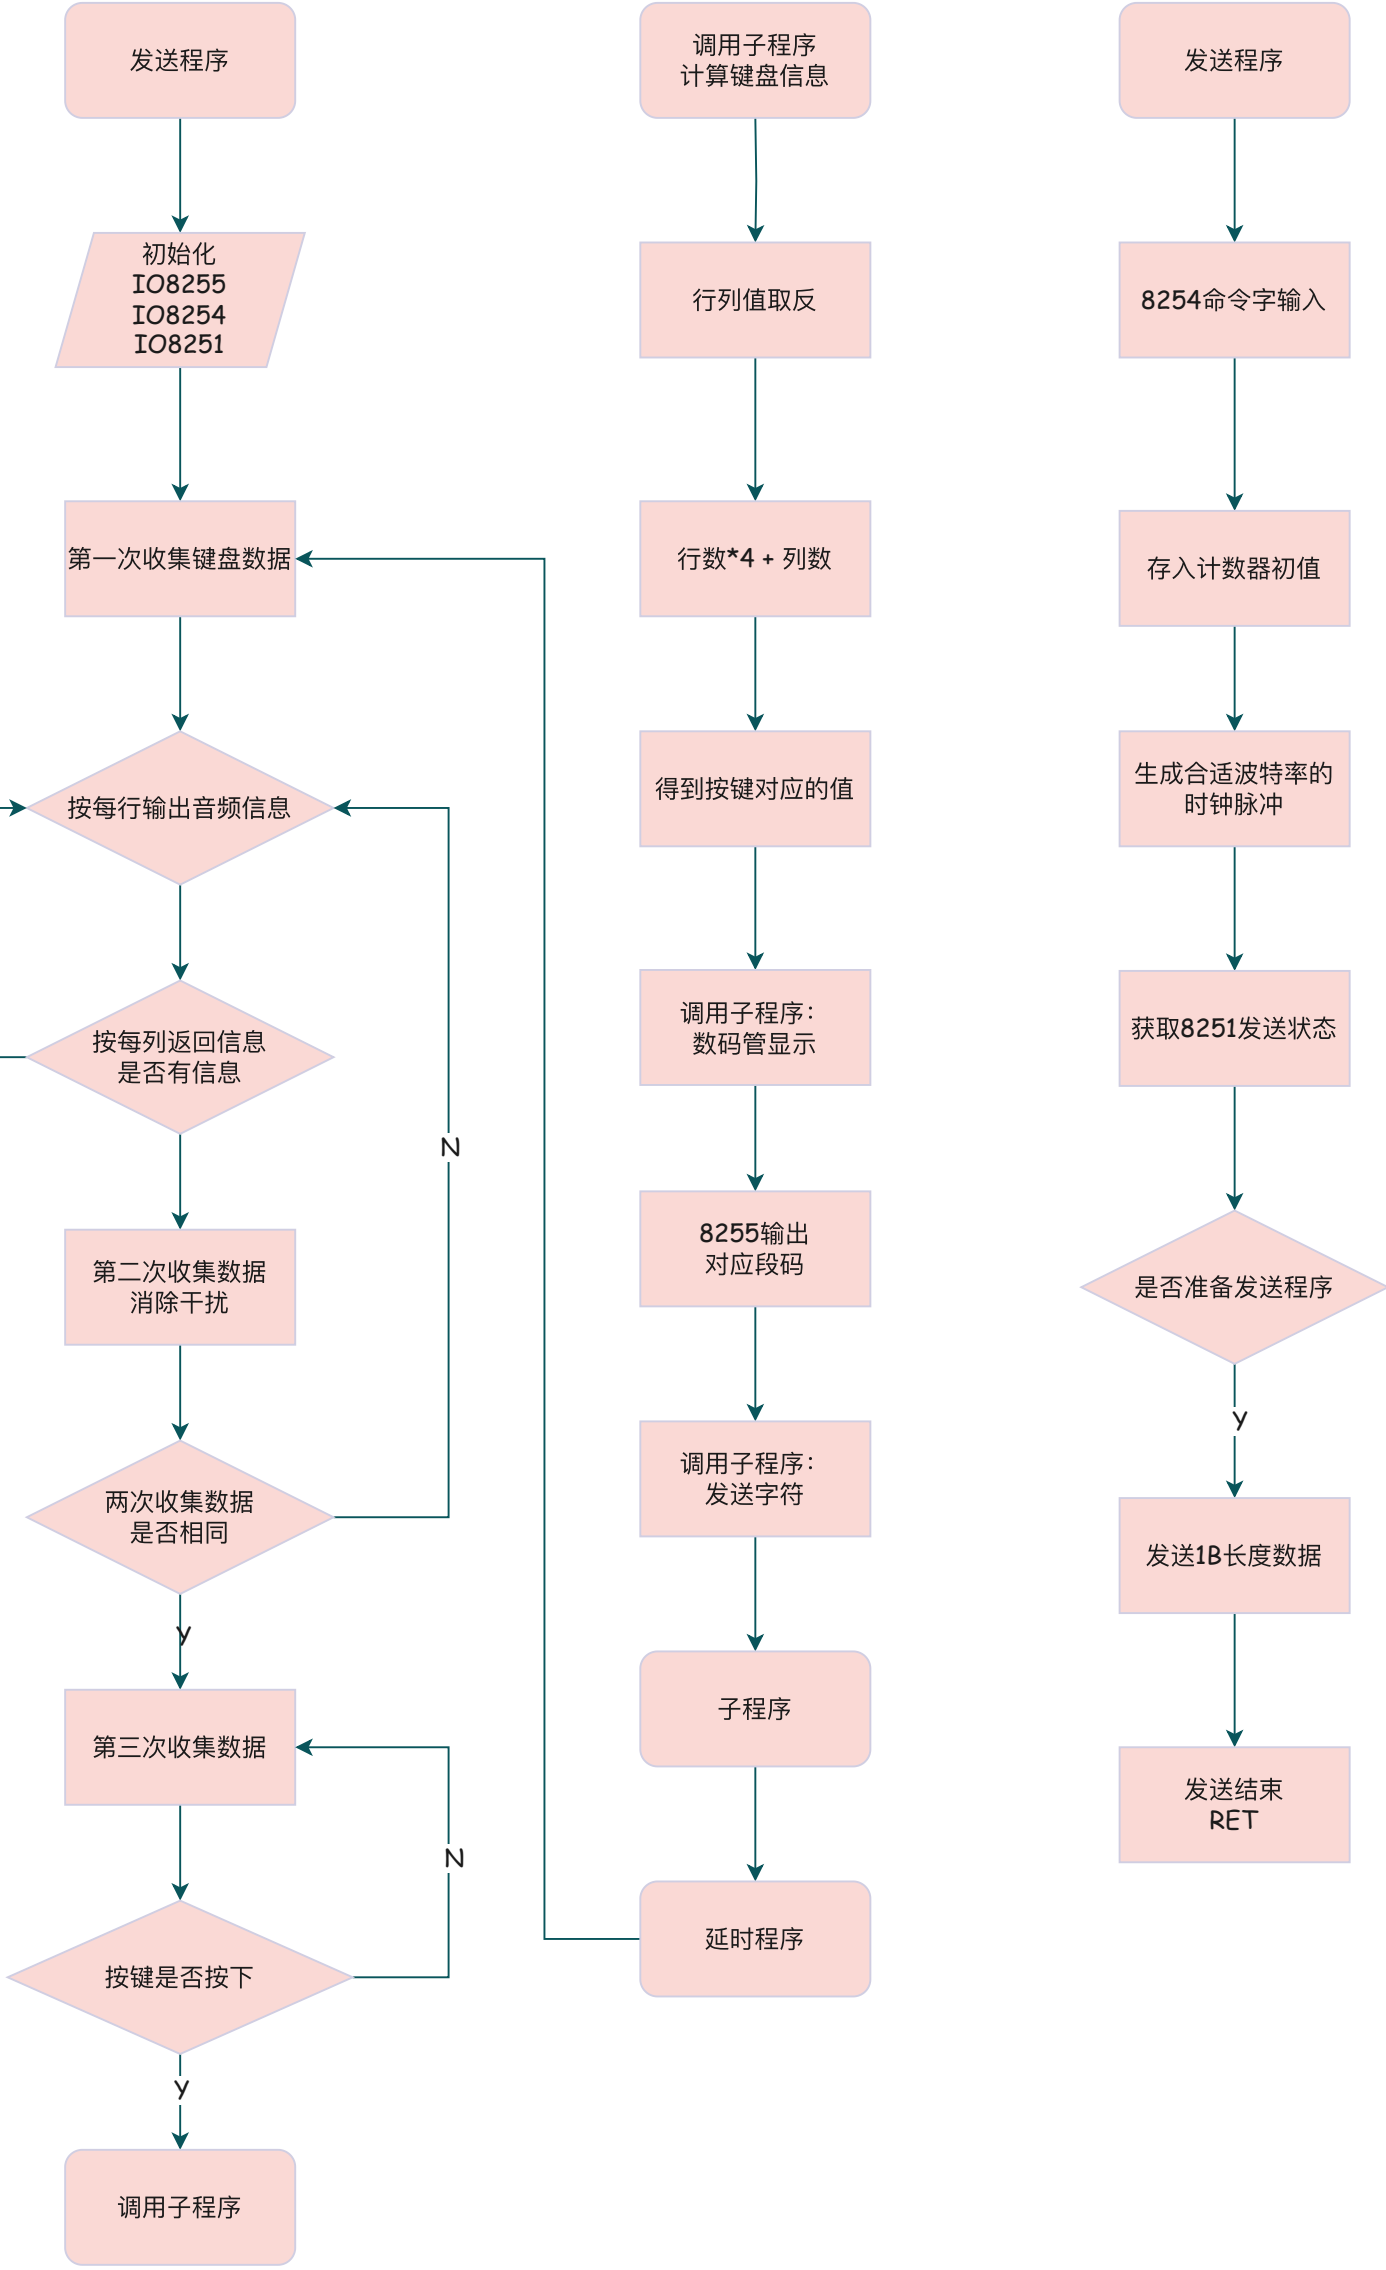 发送程序
初始化
IO8255
IO8254
IO8251
第一次收集键盘数据
按每行输出音频信息
按每列返回信息
是否有信息
N
第二次收集数据
消除干扰
两次收集数据
是否相同
y
第三次收集数据
N
按键是否按下
y
调用子程序
调用子程序
计算键盘信息
行列值取反
行数*4 + 列数
得到按键对应的值
调用子程序：
数码管显示
8255输出
对应段码
调用子程序：
发送字符
子程序
延时程序
发送程序
8254命令字输入
存入计数器初值
生成合适波特率的
时钟脉冲
获取8251发送状态
是否准备发送程序
y
发送1B长度数据
发送结束
RET